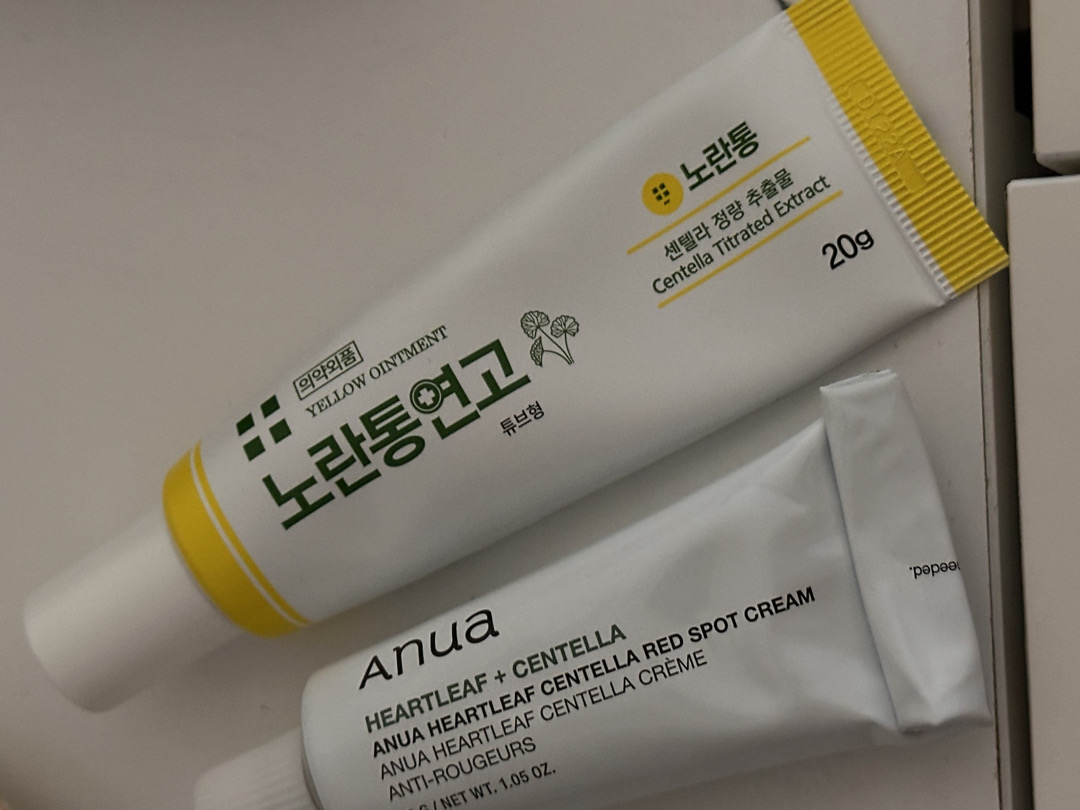 노란통
센텔라 정량 추출물
Centella Titrated Extract
20g
의약외품
YELLOW OINTMENT
노란통연고
튜브형
Anua
HEARTLEAF + CENTELLA
ANUA HEARTLEAF CENTELLA RED SPOT CREAM
ANUA HEARTLEAF CENTELLA CRÈME
ANTI-ROUGEURS
G / NET WT. 1.05 OZ.